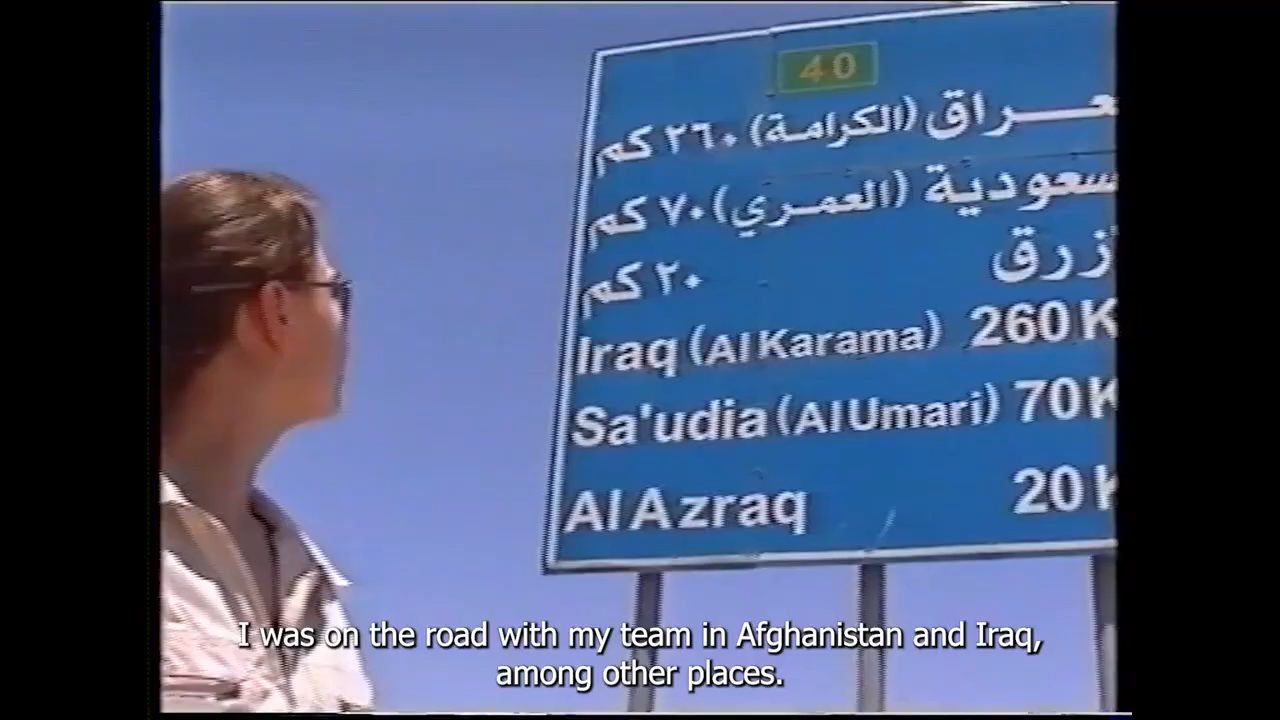 40
عـــراق (الكرامة) ٢٦٠ كم
سعودية (العمري) ٧٠ كم
زرق ٢٠ كم
Iraq (Al Karama) 260 K
Sa'udia (Al Umari) 70 K
Al Azraq 20 K
I was on the road with my team in Afghanistan and Iraq,
among other places.